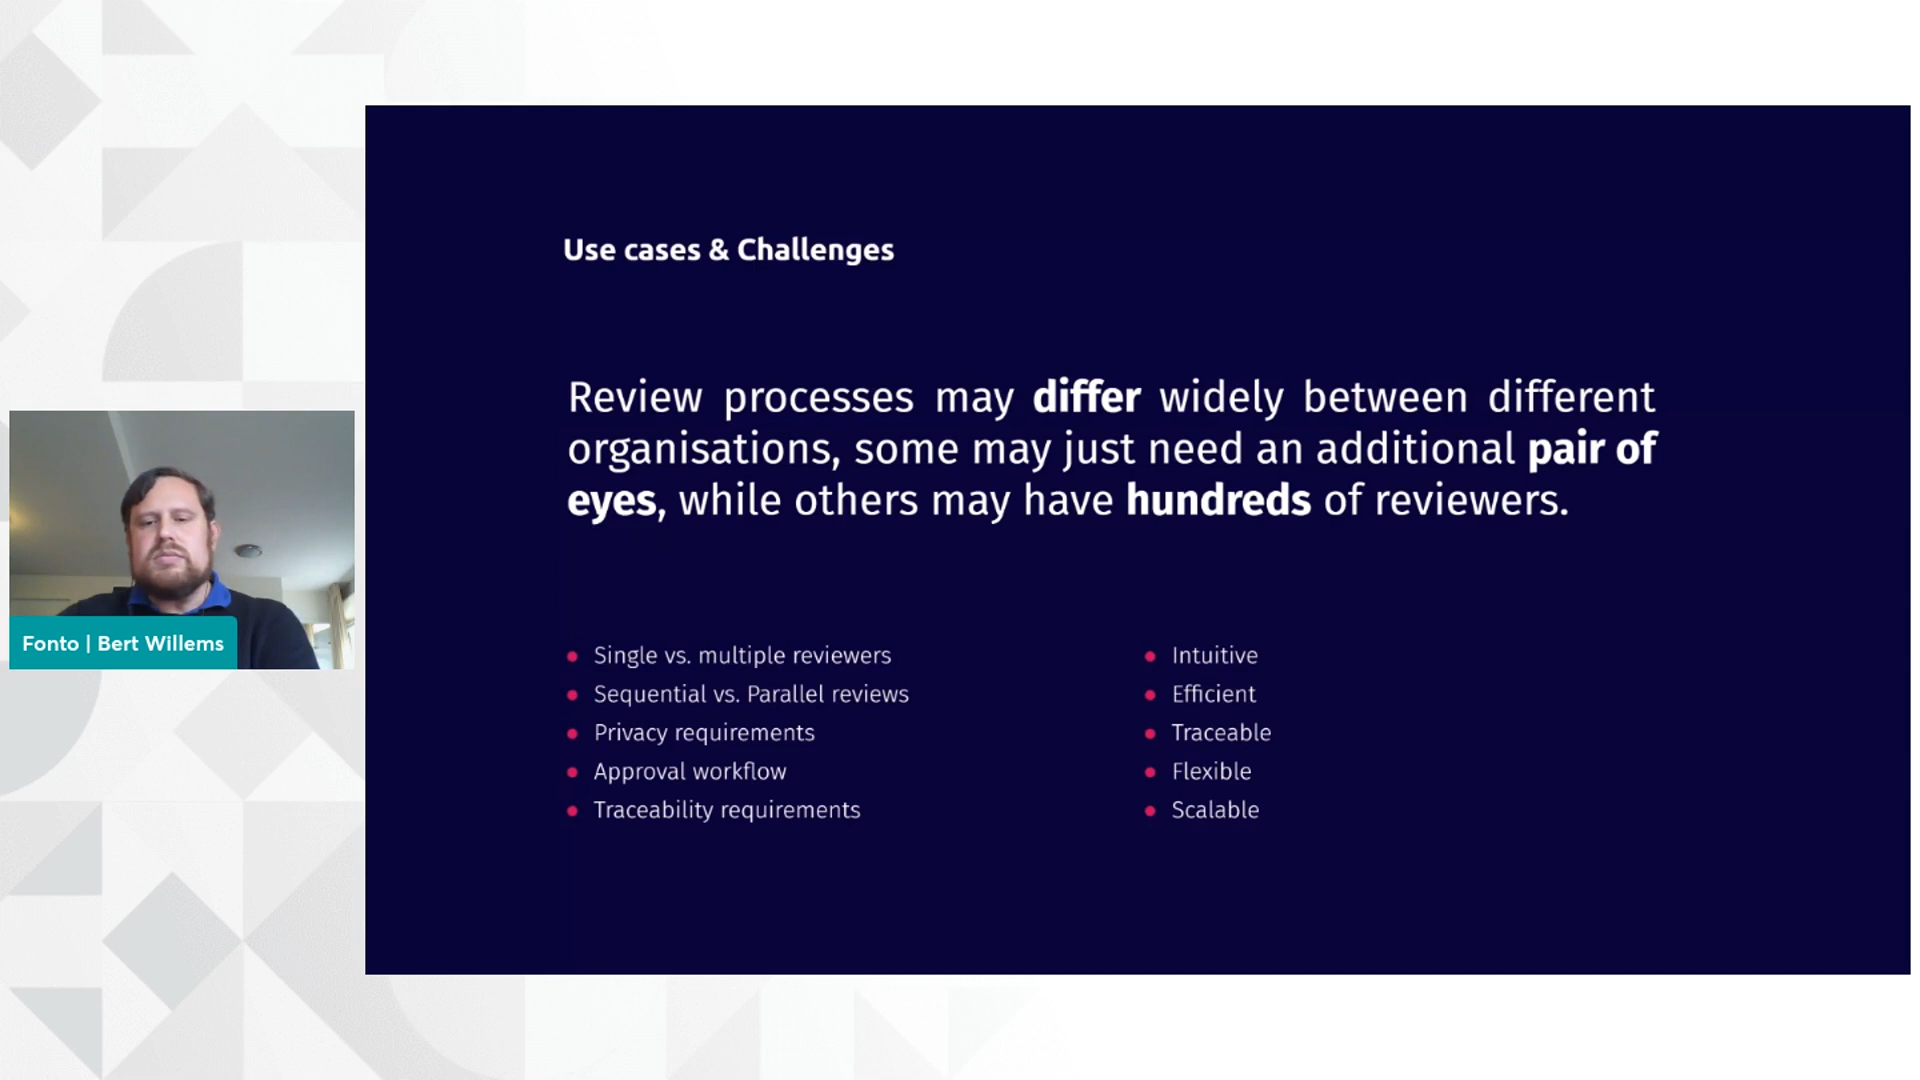 Use cases & Challenges
Review processes may differ widely between different
organisations, some may just need an additional pair of
eyes, while others may have hundreds of reviewers.
Single vs. multiple reviewers
Sequential vs. Parallel reviews
Privacy requirements
Approval workflow
Traceability requirements
Intuitive
Efficient
Traceable
Flexible
Scalable
Fonto | Bert Willems